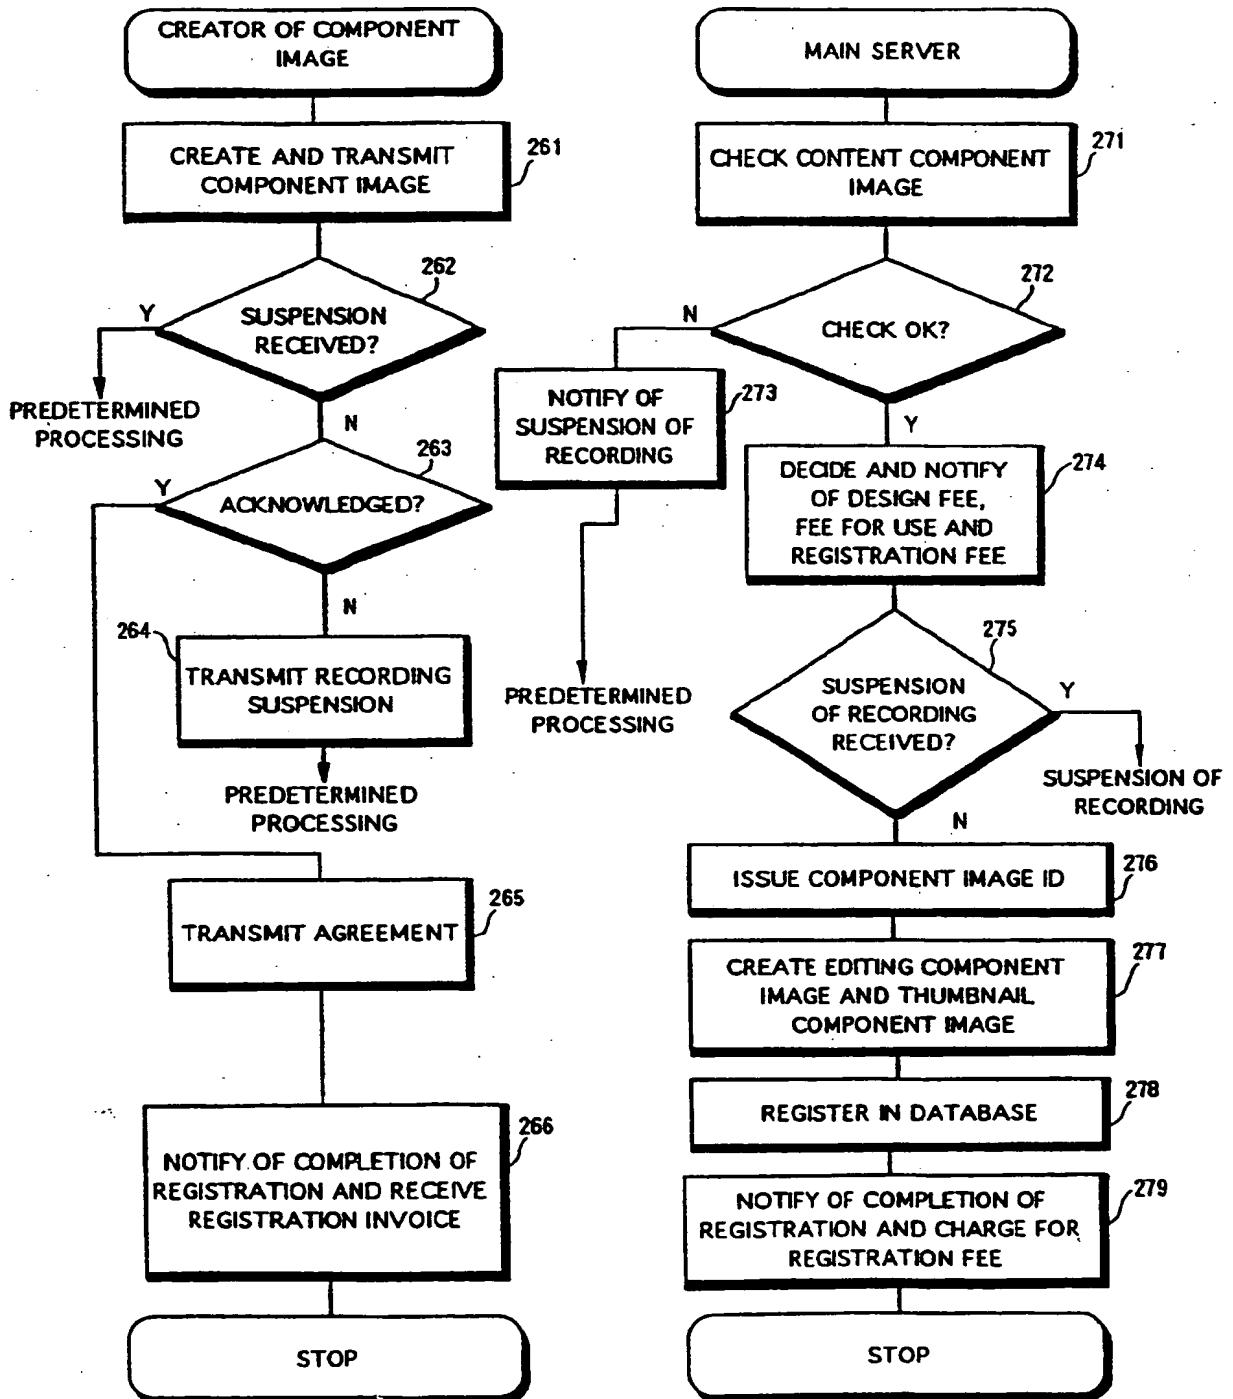 CREATOR OF COMPONENT
IMAGE
CREATE AND TRANSMIT
COMPONENT IMAGE
261
SUSPENSION
RECEIVED?
262
Y
PREDETERMINED
PROCESSING
N
ACKNOWLEDGED?
263
Y
N
264
TRANSMIT RECORDING
SUSPENSION
PREDETERMINED
PROCESSING
TRANSMIT AGREEMENT
265
NOTIFY OF COMPLETION OF
REGISTRATION AND RECEIVE
REGISTRATION INVOICE
266
STOP
MAIN SERVER
CHECK CONTENT COMPONENT
IMAGE
271
CHECK OK?
272
N
NOTIFY OF
SUSPENSION OF
RECORDING
273
PREDETERMINED
PROCESSING
Y
DECIDE AND NOTIFY
OF DESIGN FEE,
FEE FOR USE AND
REGISTRATION FEE
274
SUSPENSION
OF RECORDING
RECEIVED?
275
Y
SUSPENSION OF
RECORDING
N
ISSUE COMPONENT IMAGE ID
276
CREATE EDITING COMPONENT
IMAGE AND THUMBNAIL
COMPONENT IMAGE
277
REGISTER IN DATABASE
278
NOTIFY OF COMPLETION OF
REGISTRATION AND CHARGE FOR
REGISTRATION FEE
279
STOP